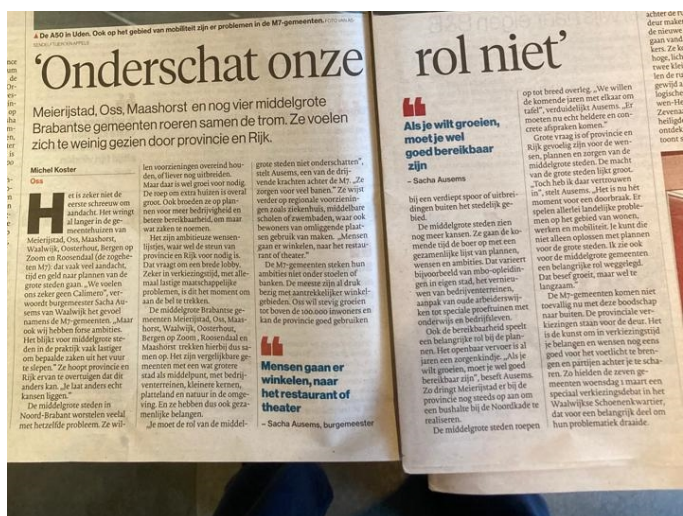 ▲ De A50 in Uden. Ook op het gebied van mobiliteit zijn er problemen in de M7-gemeenten.
'Onderschat onze rol niet'
Meierijstad, Oss, Maashorst en nog vier middelgrote
Brabantse gemeenten roeren samen de trom. Ze voelen
zich te weinig gezien door provincie en Rijk.
Michel Koster
Oss
Het is zeker niet de
eerste schreeuw om
aandacht. Het wringt
al langer in de ge-
meentehuizen van
Meierijstad, Oss, Maashorst,
Waalwijk, Oosterhout, Bergen op
Zoom en Roosendaal (de zogehe-
ten M7): dat vaak veel aandacht,
tijd en geld naar plannen van de
grote steden gaan. „We voelen
ons zeker geen Calimero", ver-
woordt burgemeester Sacha Au-
sems van Waalwijk het gevoel
namens de M7-gemeenten. „Maar
ook wij hebben forse ambities.
Het blijkt voor middelgrote ste-
den in de praktijk vaak lastiger
om bepaalde zaken uit het vuur
te slepen." Ze hoopt provincie en
Rijk ervan te overtuigen dat dit
anders kan. „Je laat anders echt
kansen liggen."
De middelgrote steden in
Noord-Brabant worstelen veelal
met hetzelfde probleem. Ze wil-
len voorzieningen overeind hou-
den, of liever nog uitbreiden.
Maar daar is wel groei voor nodig.
De roep om extra huizen is overal
groot. Ook broeden ze op plan-
nen voor meer bedrijvigheid en
betere bereikbaarheid, om maar
wat zaken te noemen.
Het zijn ambitieuze wensen-
lijstjes, waar wel de steun van
provincie en Rijk voor nodig is.
Dat vraagt om een brede lobby.
Zeker in verkiezingstijd, met alle-
maal lastige maatschappelijke
problemen, is dit het moment om
aan de bel te trekken.
De middelgrote Brabantse ge-
meenten Meierijstad, Oss, Maas-
horst, Waalwijk, Oosterhout,
Bergen op Zoom , Roosendaal en
Maashorst trekken hierbij dus sa-
men op. Het zijn vergelijkbare ge-
meenten met een wat grotere
stad als middelpunt, met bedrij-
venterreinen, kleinere kernen,
platteland en natuur in de omge-
ving. En ze hebben dus ook geza-
menlijke belangen.
„Je moet de rol van de middel-
grote steden niet onderschatten",
stelt Ausems, een van de drij-
vende krachten achter de M7. „Ze
zorgen voor veel banen." Ze wijst
verder op regionale voorzienin-
gen zoals ziekenhuis, middelbare
scholen of zwembaden, waar ook
bewoners van omliggende plaat-
sen gebruik van maken. „Mensen
gaan er winkelen, naar het restau-
rant of theater."
De M7-gemeenten steken hun
ambities niet onder stoelen of
banken. De meeste zijn al druk
bezig met aantrekkelijke winkel-
gebieden. Oss wil stevig groeien
tot boven de 100.000 inwoners en
kan de provincie goed gebruiken
Mensen gaan er
winkelen, naar
het restaurant of
theater
– Sacha Ausems, burgemeester
Als je wilt groeien,
moet je wel
goed bereikbaar
zijn
– Sacha Ausems
bij een verdiept spoor of uitbrei-
dingen buiten het stedelijk ge-
bied.
De middelgrote steden zien
nog meer kansen. Ze gaan de ko-
mende tijd de boer op met een
gezamenlijke lijst van plannen,
wensen en ambities. Dat varieert
bijvoorbeeld van mbo-opleidin-
gen in eigen stad, het vernieu-
wen van bedrijventerreinen,
aanpak van oude arbeiderswij-
ken tot speciale proeftuinen met
onderwijs en bedrijfsleven.
Ook de bereikbaarheid speelt
een belangrijke rol bij de plan-
nen. Het openbaar vervoer is al
jaren een zorgenkindje. „Als je
wilt groeien, moet je wel goed
bereikbaar zijn", beseft Ausems.
Zo dringt Meierijstad er bij de
provincie nog steeds op aan om
een bushalte bij de Noordkade te
realiseren.
De middelgrote steden roepen
op tot breed overleg. „We willen
de komende jaren met elkaar om
tafel", verduidelijkt Ausems. „Er
moeten nu echt heldere en con-
crete afspraken komen."
Grote vraag is of provincie en
Rijk gevoelig zijn voor de wen-
sen, plannen en zorgen van de
middelgrote steden. De macht
van de grote steden lijkt groot.
„Toch heb ik daar vertrouwen
in", stelt Ausems. „Het is nu hét
moment voor een doorbraak. Er
spelen allerlei landelijke proble-
men op het gebied van wonen,
werken en mobiliteit. Je kunt die
niet alleen oplossen met plannen
voor de grote steden. Ik zie ook
voor de middelgrote gemeenten
een belangrijke rol weggelegd.
Dat besef groeit, maar wel te
langzaam."
De M7-gemeenten komen niet
toevallig nu met deze boodschap
naar buiten. De provinciale ver-
kiezingen staan voor de deur. Het
is de kunst om in verkiezingstijd
je belangen en wensen nog eens
goed voor het voetlicht te bren-
gen en partijen achter je te scha-
ren. Zo hielden de zeven ge-
meenten woensdag 1 maart een
speciaal verkiezingsdebat in het
Waalwijkse Schoenenkwartier,
dat voor een belangrijk deel om
hun problematiek draaide.